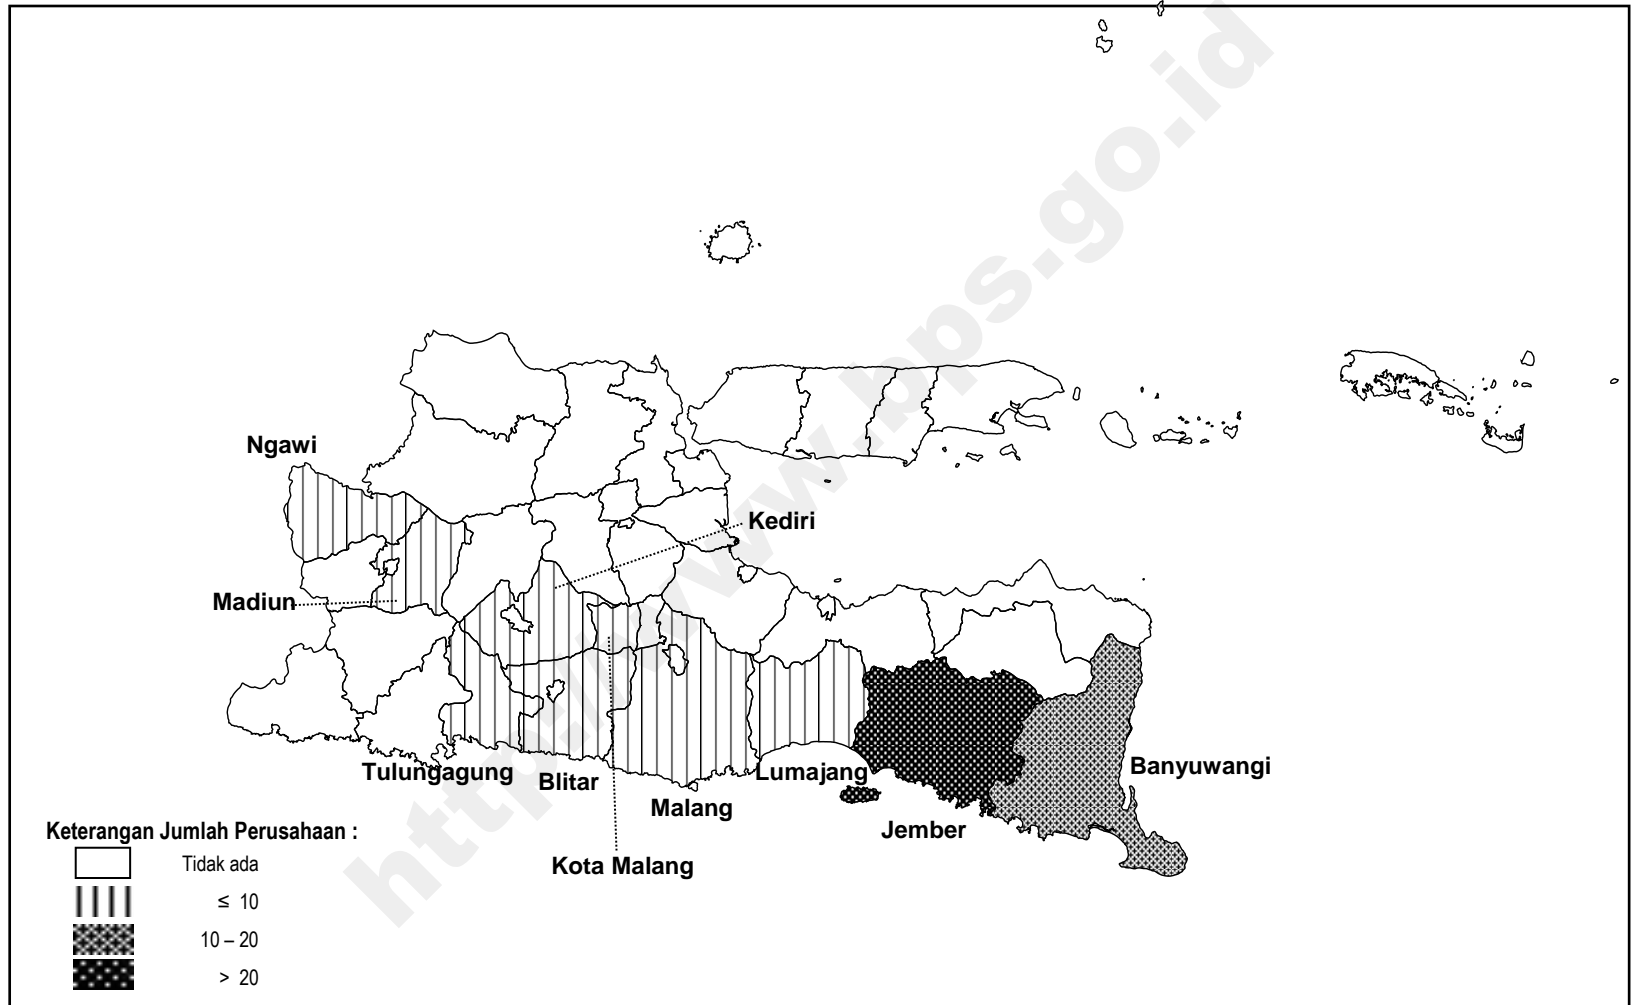 http://www.bps.go.id
Ngawi
Kediri
Madiun
Tulungagung
Blitar
Malang
Lumajang
Banyuwangi
Jember
Kota Malang
Keterangan Jumlah Perusahaan :
Tidak ada
≤ 10
10 – 20
> 20